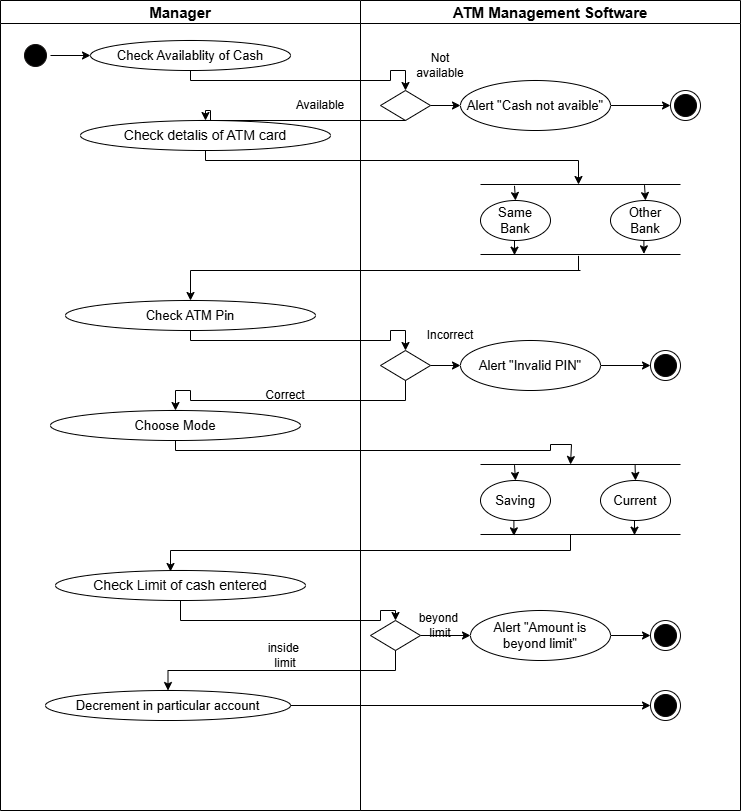 Manager
ATM Management Software
Check Availablity of Cash
Not
available
Alert "Cash not avaible"
Available
Check detalis of ATM card
Same
Bank
Other
Bank
Check ATM Pin
Incorrect
Alert "Invalid PIN"
Correct
Choose Mode
Saving
Current
Check Limit of cash entered
beyond
limit
Alert "Amount is
beyond limit"
inside
limit
Decrement in particular account